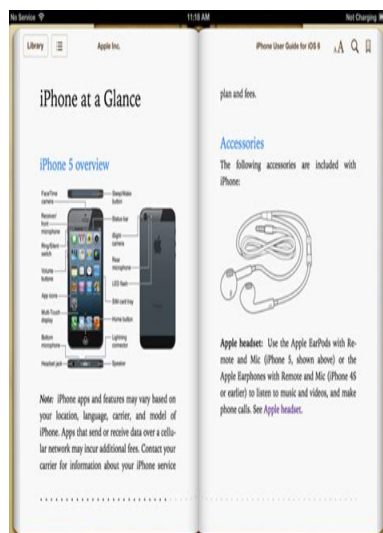 No Service
11:18 AM
Not Charging
Library
Apple Inc.
iPhone User Guide for iOS 6
AA
iPhone at a Glance
iPhone 5 overview
FaceTime
camera
Receiver/
front
microphone
Ring/Silent
switch
Volume
buttons
App icons
Multi-Touch
display
Bottom
microphone
Headset jack
Sleep/Wake
button
Status bar
iSight
camera
Rear
microphone
LED flash
SIM card tray
Home button
Lightning
connector
Speaker
Note: iPhone apps and features may vary based on
your location, language, carrier, and model of
iPhone. Apps that send or receive data over a cellu-
lar network may incur additional fees. Contact your
carrier for information about your iPhone service
plan and fees.
Accessories
The following accessories are included with
iPhone:
Apple headset: Use the Apple EarPods with Re-
mote and Mic (iPhone 5, shown above) or the
Apple Earphones with Remote and Mic (iPhone 4S
or earlier) to listen to music and videos, and make
phone calls. See Apple headset.